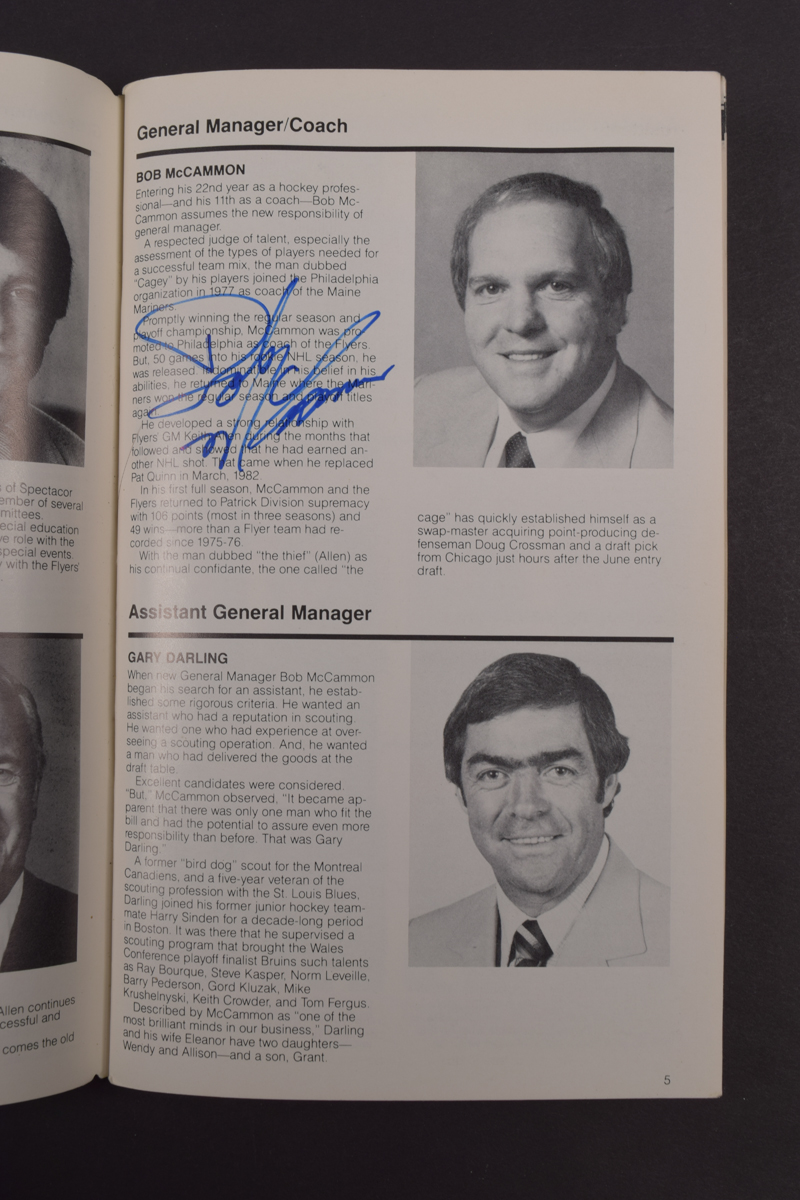 s of Spectacor
ember of several
mittees.
ecial education
ve role with the
special events.
y with the Flyers'
Allen continues
cessful and
comes the old
General Manager/Coach
BOB McCAMMON
Entering his 22nd year as a hockey profes-
sional—and his 11th as a coach—Bob Mc-
Cammon assumes the new responsibility of
general manager.
A respected judge of talent, especially the
assessment of the types of players needed for
a successful team mix, the man dubbed
"Cagey" by his players joined the Philadelphia
organization in 1977 as coach of the Maine
Mariners.
Promptly winning the regular season and
playoff championship, McCammon was pro-
moted to Philadelphia as coach of the Flyers.
But, 50 games into his rookie NHL season, he
was released. Indominatible in his belief in his
abilities, he returned to Maine where the Mari-
ners won the regular season and playoff titles
again.
He developed a strong relationship with
Flyers' GM Keith Allen during the months that
followed and showed that he had earned an-
other NHL shot. That came when he replaced
Pat Quinn in March, 1982.
In his first full season, McCammon and the
Flyers returned to Patrick Division supremacy
with 106 points (most in three seasons) and
49 wins—more than a Flyer team had re-
corded since 1975-76.
With the man dubbed "the thief" (Allen) as
his continual confidante, the one called "the
cage" has quickly established himself as a
swap-master acquiring point-producing de-
fenseman Doug Crossman and a draft pick
from Chicago just hours after the June entry
draft.
Bob McCammon
Assistant General Manager
GARY DARLING
When new General Manager Bob McCammon
began his search for an assistant, he estab-
lished some rigorous criteria. He wanted an
assistant who had a reputation in scouting.
He wanted one who had experience at over-
seeing a scouting operation. And, he wanted
a man who had delivered the goods at the
draft table.
Excellent candidates were considered.
"But," McCammon observed, "It became ap-
parent that there was only one man who fit the
bill and had the potential to assure even more
responsibility than before. That was Gary
Darling."
A former "bird dog" scout for the Montreal
Canadiens, and a five-year veteran of the
scouting profession with the St. Louis Blues,
Darling joined his former junior hockey team-
mate Harry Sinden for a decade-long period
in Boston. It was there that he supervised a
scouting program that brought the Wales
Conference playoff finalist Bruins such talents
as Ray Bourque, Steve Kasper, Norm Leveille,
Barry Pederson, Gord Kluzak, Mike
Krushelnyski, Keith Crowder, and Tom Fergus.
Described by McCammon as "one of the
most brilliant minds in our business," Darling
and his wife Eleanor have two daughters—
Wendy and Allison—and a son, Grant.
5